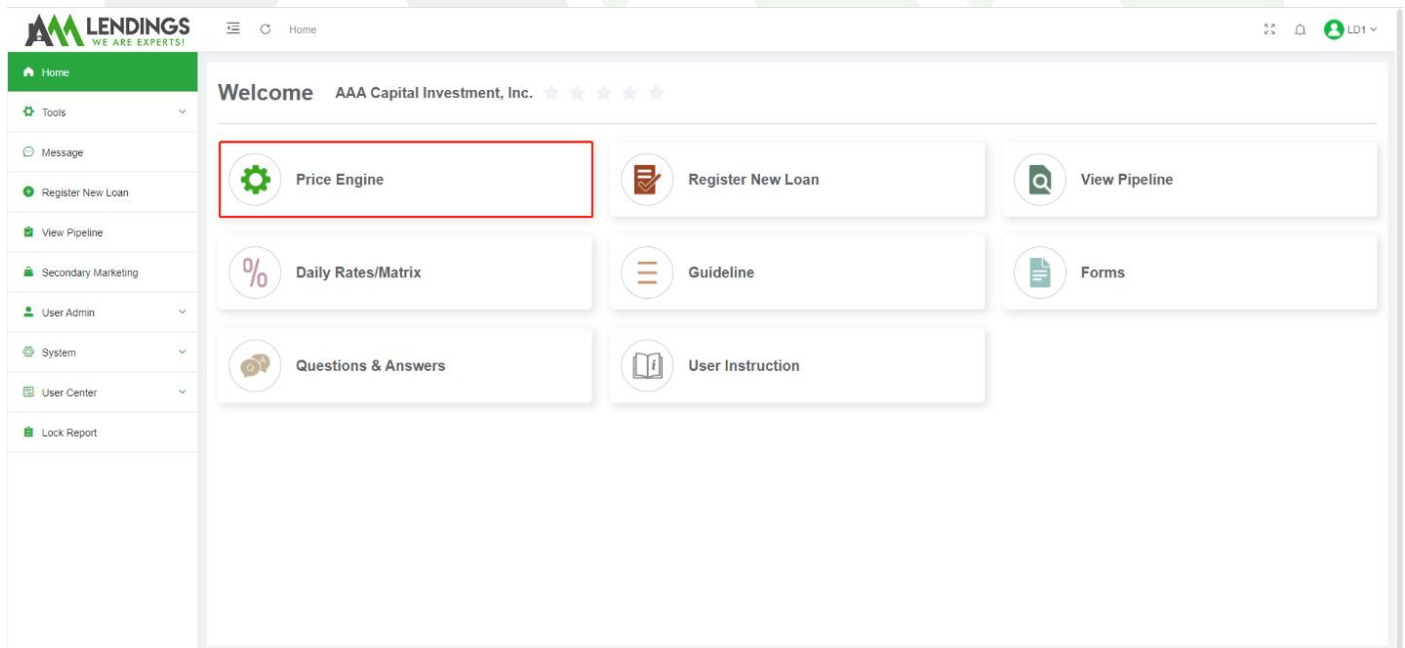 AAA LENDINGS
WE ARE EXPERTS!
Home
LD1
Home
Tools
Message
Register New Loan
View Pipeline
Secondary Marketing
User Admin
System
User Center
Lock Report
Welcome AAA Capital Investment, Inc.
Price Engine
Register New Loan
View Pipeline
% Daily Rates/Matrix
Guideline
Forms
Q A Questions & Answers
i User Instruction